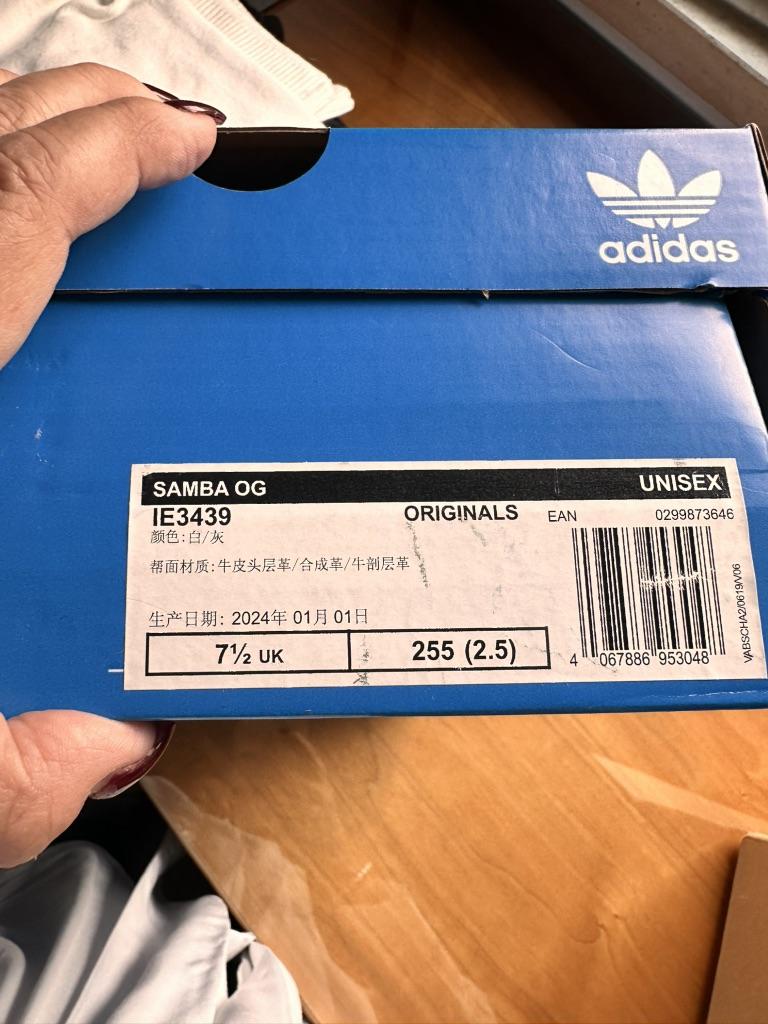 adidas
SAMBA OG UNISEX
IE3439 ORIGINALS EAN 0299873646
颜色:白/灰
帮面材质:牛皮头层革/合成革/牛剖层革
生产日期: 2024年 01月 01日
7½ UK 255 (2.5)
4 067886 953048
VABSCHA2/0619/V06